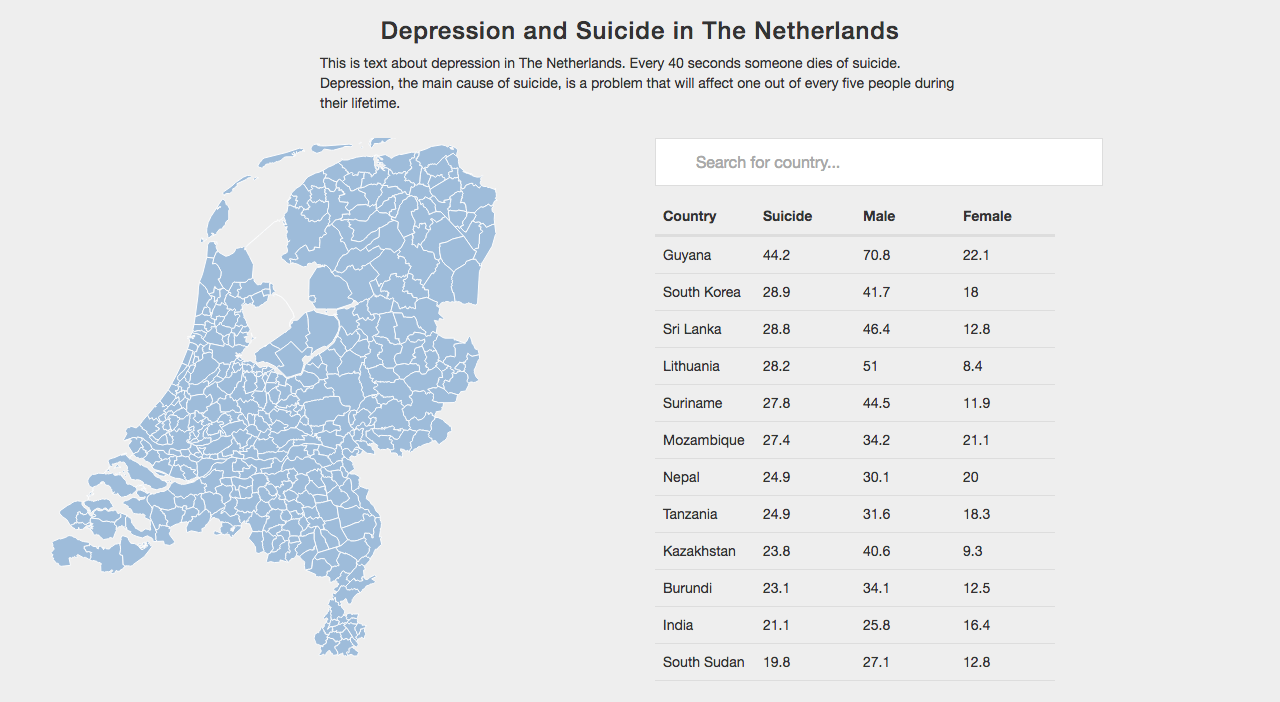 Depression and Suicide in The Netherlands
This is text about depression in The Netherlands. Every 40 seconds someone dies of suicide.
Depression, the main cause of suicide, is a problem that will affect one out of every five people during
their lifetime.
Search for country...
Country Suicide Male Female
Guyana 44.2 70.8 22.1
South Korea 28.9 41.7 18
Sri Lanka 28.8 46.4 12.8
Lithuania 28.2 51 8.4
Suriname 27.8 44.5 11.9
Mozambique 27.4 34.2 21.1
Nepal 24.9 30.1 20
Tanzania 24.9 31.6 18.3
Kazakhstan 23.8 40.6 9.3
Burundi 23.1 34.1 12.5
India 21.1 25.8 16.4
South Sudan 19.8 27.1 12.8